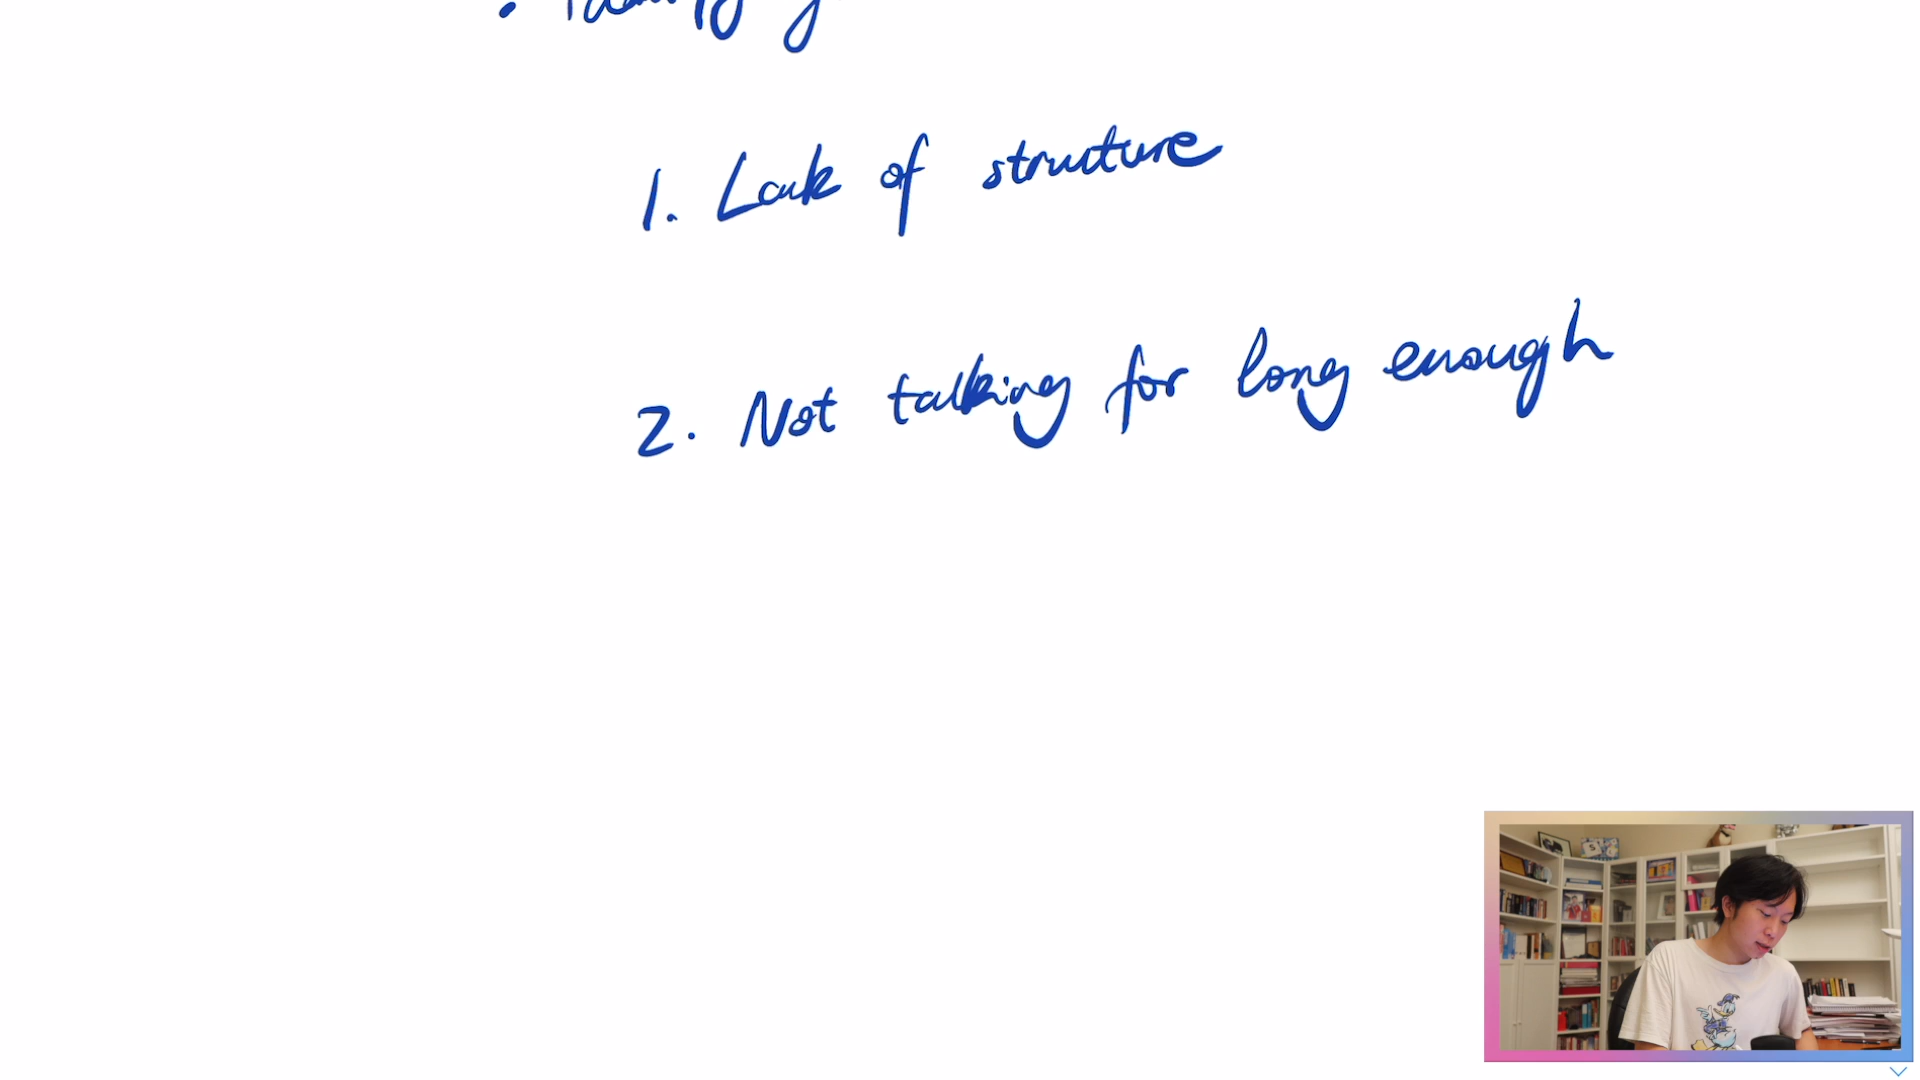 1. Lack of structure
2. Not talking for long enough